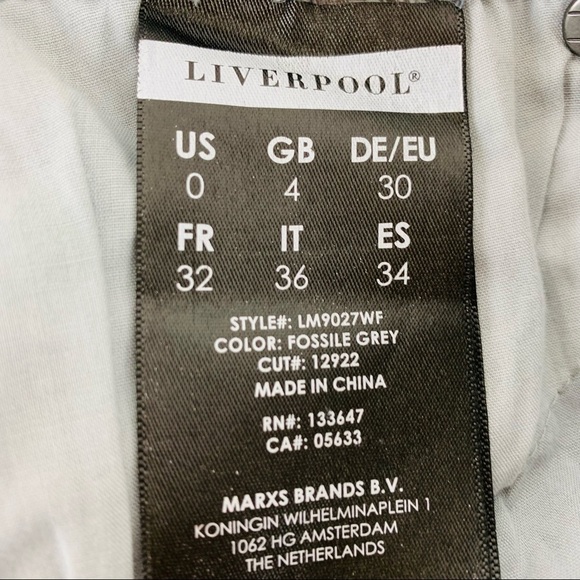 LIVERPOOL®
US GB DE/EU
0 4 30
FR IT ES
32 36 34
STYLE#: LM9027WF
COLOR: FOSSILE GREY
CUT#: 12922
MADE IN CHINA
RN#: 133647
CA#: 05633
MARXS BRANDS B.V.
KONINGIN WILHELMINAPLEIN 1
1062 HG AMSTERDAM
THE NETHERLANDS